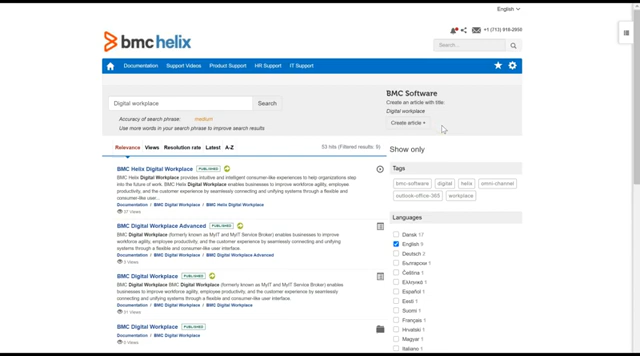 English
+1 (713) 918-2956
bmc helix
Search...
Documentation Support Videos Product Support HR Support IT Support
Digital workplace Search
Accuracy of search phrase: medium
Use more words in your search phrase to improve search results
BMC Software
Create an article with title:
Digital workplace
Create article
Relevance Views Resolution rate Latest A-Z
53 hits (Filtered results: 9)
BMC Helix Digital Workplace PUBLISHED
BMC Helix Digital Workplace provides intuitive and intelligent consumer-like experiences to help organizations step
into the future of work. BMC Helix Digital Workplace enables businesses to improve workforce agility, employee
productivity, and the customer experience by seamlessly connecting and unifying systems through a flexible and
consumer-like user...
Documentation / BMC Digital Workplace / BMC Helix Digital Workplace
37 Views
BMC Digital Workplace Advanced PUBLISHED
BMC Digital Workplace (formerly known as MyIT and MyIT Service Broker) enables businesses to improve
workforce agility, employee productivity, and the customer experience by seamlessly connecting and unifying
systems through a flexible and consumer-like user interface.
Documentation / BMC Digital Workplace / BMC Digital Workplace Advanced
Views
BMC Digital Workplace PUBLISHED
BMC Digital Workplace BMC Digital Workplace (formerly known as MyIT and MyIT Service Broker) enables
businesses to improve workforce agility, employee productivity, and the customer experience by seamlessly
connecting and unifying systems through a flexible and consumer-like user interface.
Documentation / BMC Digital Workplace / BMC Digital Workplace
31 Views
BMC Digital Workplace PUBLISHED
Documentation / BMC Digital Workplace / BMC Digital Workplace
Views
Show only
Tags
bmc-software digital helix omni-channel
outlook-office-365 workplace
Languages
Dansk 17
English 9
Deutsch 2
Български 1
Čeština 1
Ελληνικά 1
Español 1
Eesti 1
Suomi 1
Français 1
Hrvatski 1
Magyar 1
Italiano 1